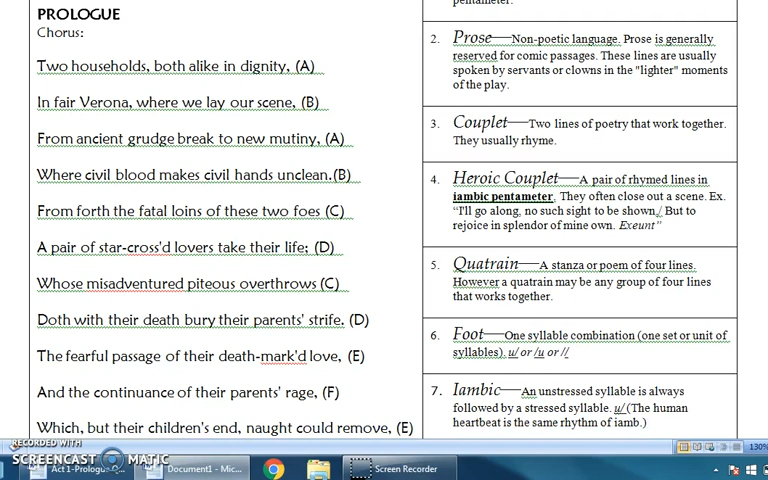 PROLOGUE
Chorus:
Two households, both alike in dignity, (A)
In fair Verona, where we lay our scene, (B)
From ancient grudge break to new mutiny, (A)
Where civil blood makes civil hands unclean.(B)
From forth the fatal loins of these two foes (C)
A pair of star-cross'd lovers take their life; (D)
Whose misadventured piteous overthrows (C)
Doth with their death bury their parents' strife. (D)
The fearful passage of their death-mark'd love, (E)
And the continuance of their parents' rage, (F)
Which, but their children's end, naught could remove, (E)
pentameter.
2. Prose—Non-poetic language. Prose is generally
reserved for comic passages. These lines are usually
spoken by servants or clowns in the "lighter" moments
of the play.
3. Couplet—Two lines of poetry that work together.
They usually rhyme.
4. Heroic Couplet—A pair of rhymed lines in
iambic pentameter. They often close out a scene. Ex.
"I'll go along, no such sight to be shown,/ But to
rejoice in splendor of mine own. Exeunt"
5. Quatrain—A stanza or poem of four lines.
However a quatrain may be any group of four lines
that works together.
6. Foot—One syllable combination (one set or unit of
syllables). u/ or /u or //
7. Iambic—An unstressed syllable is always
followed by a stressed syllable. u/ (The human
heartbeat is the same rhythm of iamb.)
RECORDED WITH
SCREENCAST MATIC
130%
Act 1-Prologue
Document1 - Mic...
Screen Recorder